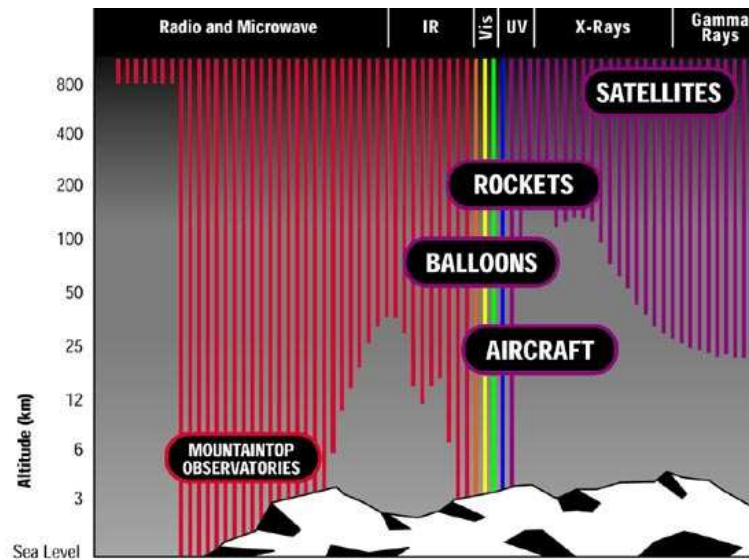 Radio and Microwave
IR
Vis
UV
X-Rays
Gamma
Rays
800
SATELLITES
400
200
ROCKETS
100
BALLOONS
50
25
AIRCRAFT
12
6
MOUNTAINTOP
OBSERVATORIES
3
Sea Level
Altitude (km)